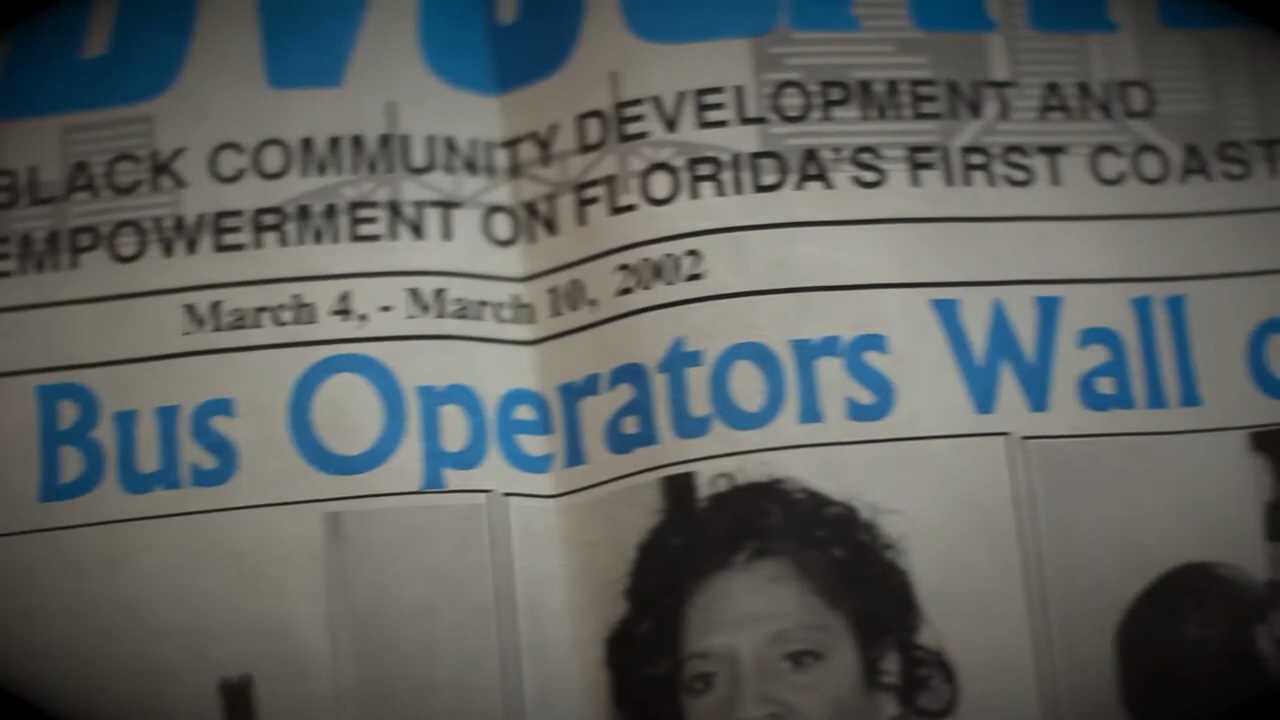 BLACK COMMUNITY DEVELOPMENT AND
EMPOWERMENT ON FLORIDA'S FIRST COAST
March 4, - March 10, 2002
Bus Operators Wall